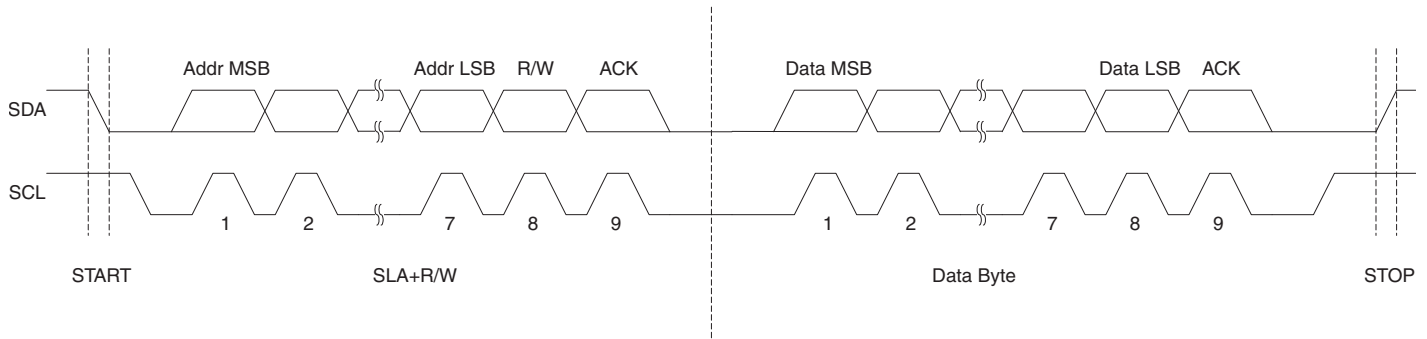 Addr MSB Addr LSB R/W ACK Data MSB Data LSB ACK
SDA
SCL
1 2 7 8 9 1 2 7 8 9
START SLA+R/W Data Byte STOP